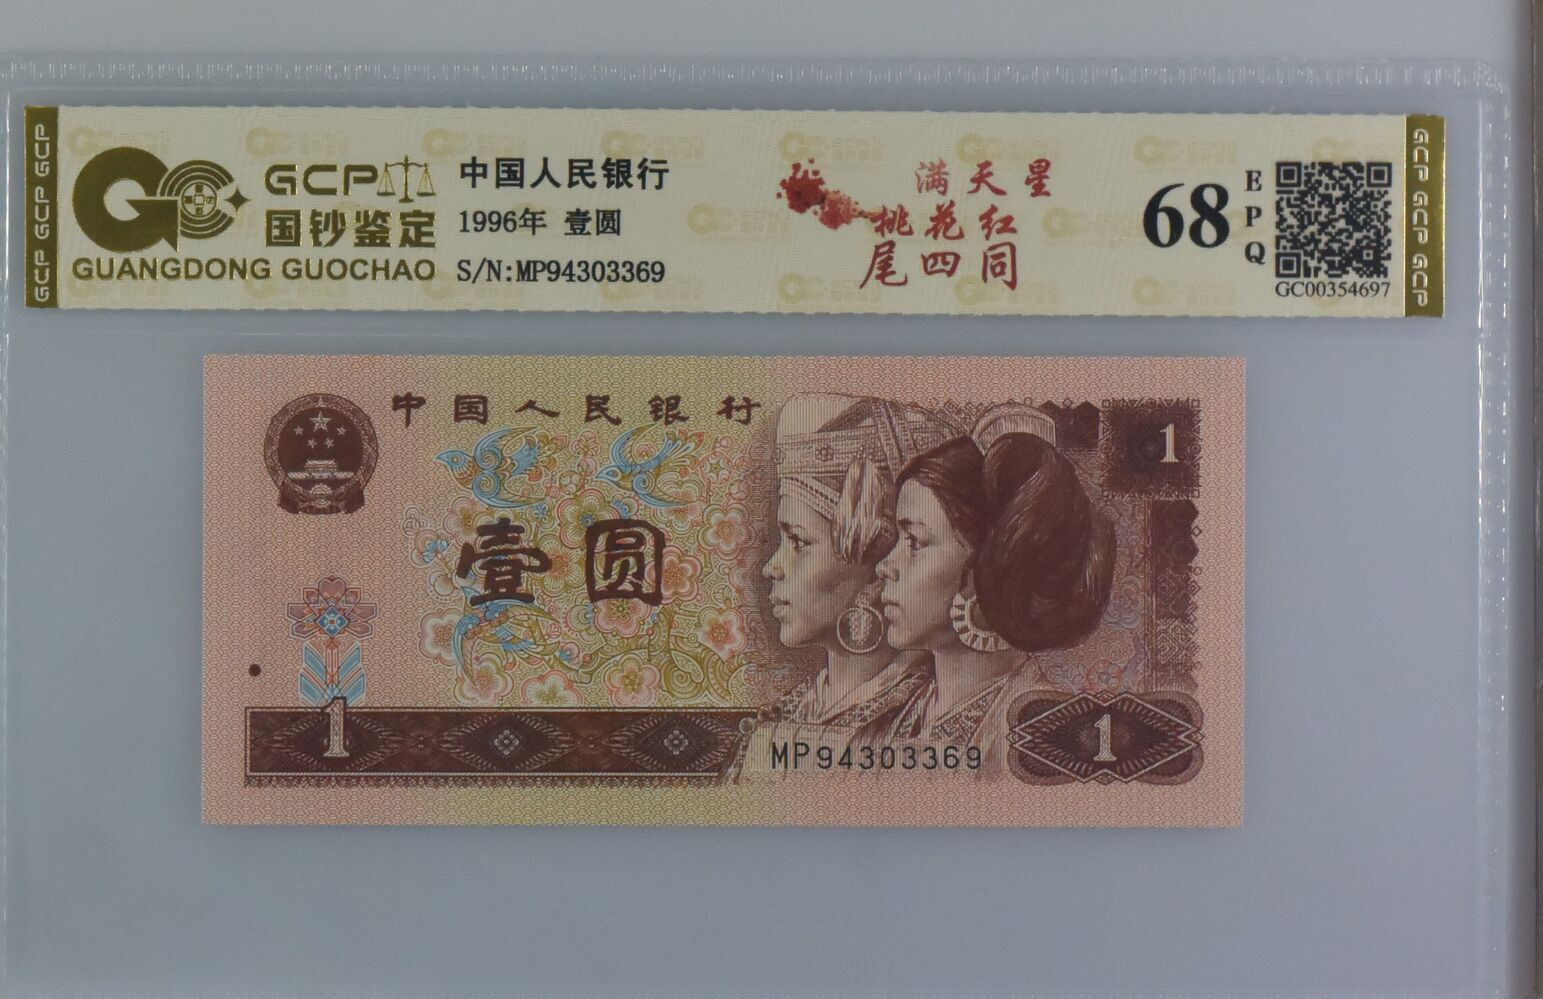 GCP GCP GCP
GCP
国钞鉴定
GUANGDONG GUOCHAO
中国人民银行
1996年 壹圆
S/N:MP94303369
满天星
桃花红
尾四同
68
EPQ
GC00354697
GCP GCP GCP
中国人民银行
1
壹圆
1
MP94303369
1